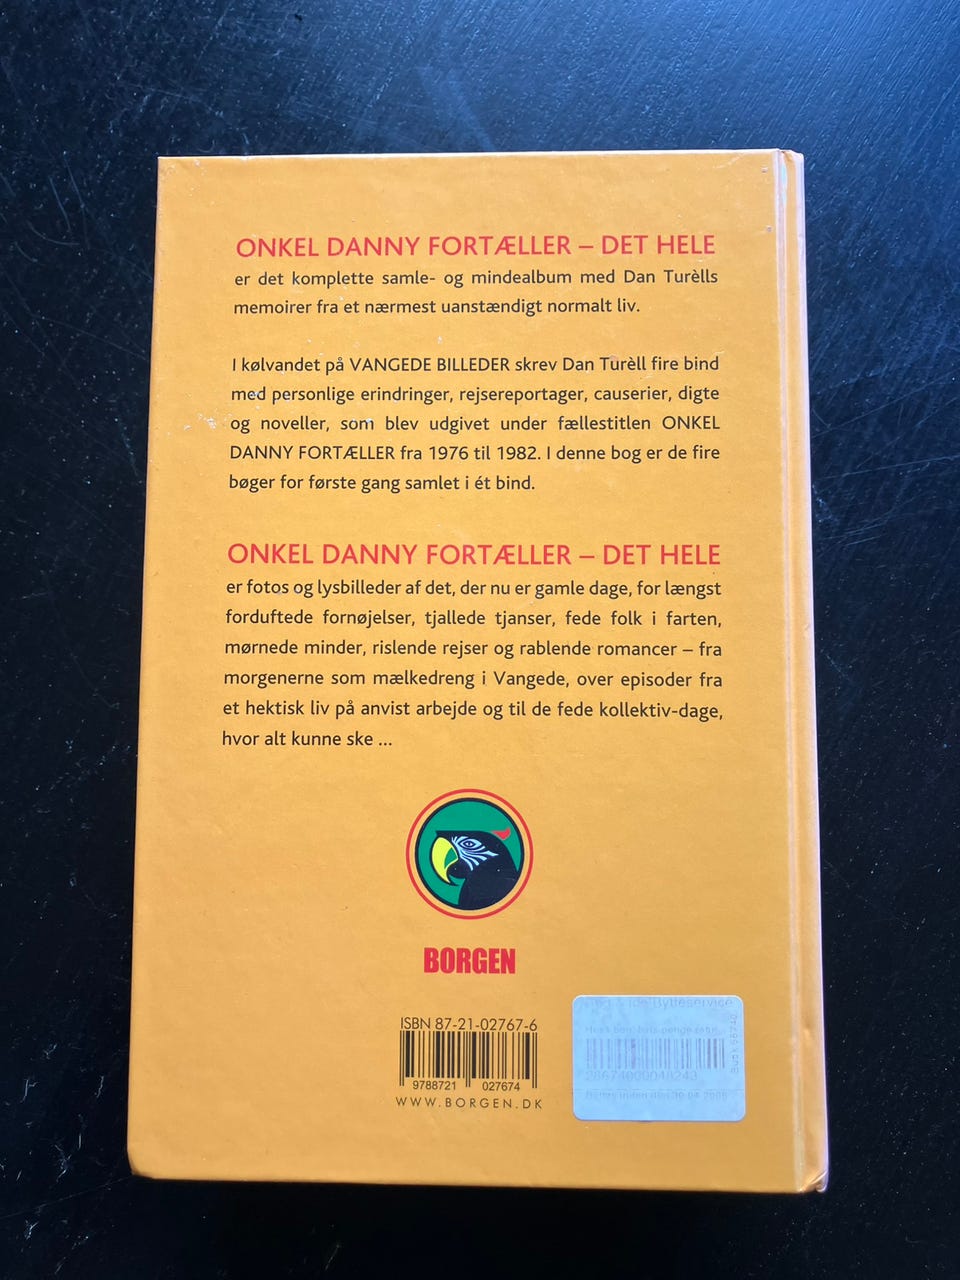 ONKEL DANNY FORTÆLLER – DET HELE
er det komplette samle- og mindealbum med Dan Turèlls
memoirer fra et nærmest uanstændigt normalt liv.
I kølvandet på VANGEDE BILLEDER skrev Dan Turèll fire bind
med personlige erindringer, rejsereportager, causerier, digte
og noveller, som blev udgivet under fællestitlen ONKEL
DANNY FORTÆLLER fra 1976 til 1982. I denne bog er de fire
bøger for første gang samlet i ét bind.
ONKEL DANNY FORTÆLLER – DET HELE
er fotos og lysbilleder af det, der nu er gamle dage, for længst
forduftede fornøjelser, tjallede tjanser, fede folk i farten,
mørnede minder, rislende rejser og rablende romancer – fra
morgenerne som mælkedreng i Vangede, over episoder fra
et hektisk liv på anvist arbejde og til de fede kollektiv-dage,
hvor alt kunne ske ...
BORGEN
ISBN 87-21-02767-6
9788721 027674
WWW.BORGEN.DK
& Ide Bytteservice